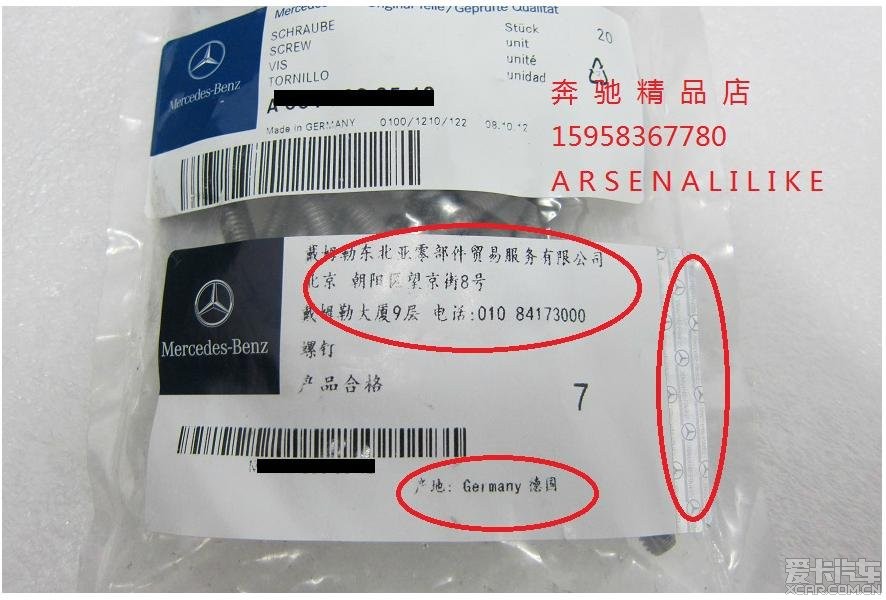 Mercedes-Benz
Original Teile/Geprüfte Qualität
SCHRAUBE
SCREW
VIS
TORNILLO
Stück 20
unit
unité
unidad
Made in GERMANY 0100/1210/122 08.10.12
奔驰精品店
15958367780
ARSENALILIKE
Mercedes-Benz
戴姆勒东北亚零部件贸易服务有限公司
北京 朝阳区望京街8号
戴姆勒大厦9层 电话:010 84173000
螺钉
产品合格
7
产地: Germany 德国
爱卡汽车
XCAR.COM.CN